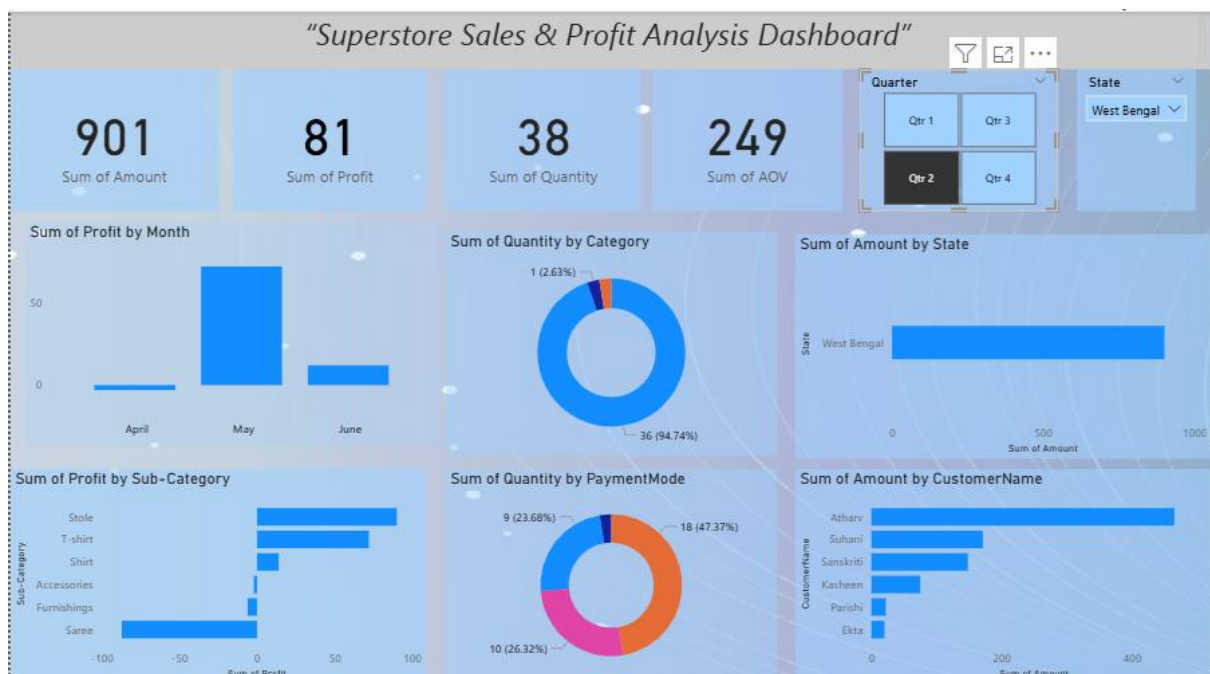 “Superstore Sales & Profit Analysis Dashboard”
901
Sum of Amount
81
Sum of Profit
38
Sum of Quantity
249
Sum of AOV
Quarter
Qtr 1
Qtr 3
Qtr 2
Qtr 4
State
West Bengal
Sum of Profit by Month
50
0
April
May
June
Sum of Quantity by Category
1 (2.63%)
36 (94.74%)
Sum of Amount by State
State
West Bengal
0
500
1000
Sum of Amount
Sum of Profit by Sub-Category
Sub-Category
Stole
T-shirt
Shirt
Accessories
Furnishings
Saree
-100
-50
0
50
100
Sum of Profit
Sum of Quantity by PaymentMode
9 (23.68%)
18 (47.37%)
10 (26.32%)
Sum of Amount by CustomerName
CustomerName
Atharv
Suhani
Sanskriti
Kasheen
Parishi
Ekta
0
200
400
Sum of Amount